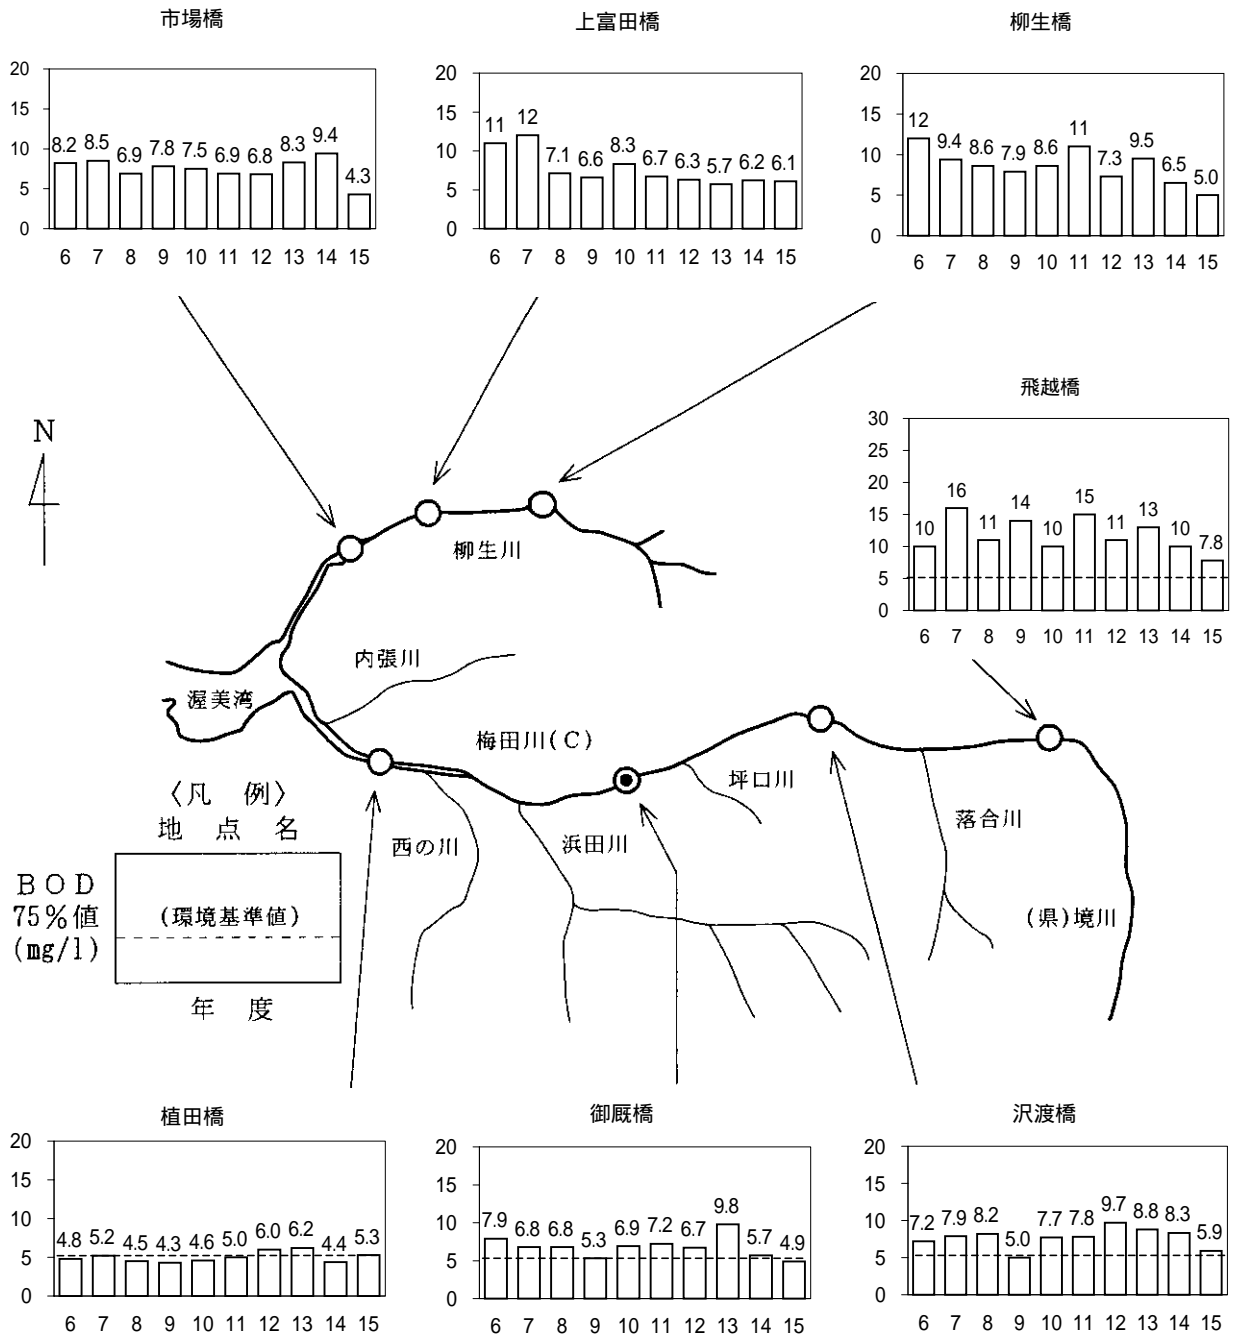 市場橋
20
15
10
5
0
8.2 8.5 6.9 7.8 7.5 6.9 6.8 8.3 9.4 4.3
6 7 8 9 10 11 12 13 14 15
上富田橋
20
15
10
5
0
11 12 7.1 6.6 8.3 6.7 6.3 5.7 6.2 6.1
6 7 8 9 10 11 12 13 14 15
柳生橋
20
15
10
5
0
12 9.4 8.6 7.9 8.6 11 7.3 9.5 6.5 5.0
6 7 8 9 10 11 12 13 14 15
飛越橋
30
25
20
15
10
5
0
10 16 11 14 10 15 11 13 10 7.8
6 7 8 9 10 11 12 13 14 15
N
柳生川
内張川
渥美湾
梅田川(C)
坪口川
落合川
西の川
浜田川
(県)境川
〈凡 例〉
地 点 名
BOD
75%値
(mg/l)
(環境基準値)
年 度
植田橋
20
15
10
5
0
4.8 5.2 4.5 4.3 4.6 5.0 6.0 6.2 4.4 5.3
6 7 8 9 10 11 12 13 14 15
御厩橋
20
15
10
5
0
7.9 6.8 6.8 5.3 6.9 7.2 6.7 9.8 5.7 4.9
6 7 8 9 10 11 12 13 14 15
沢渡橋
20
15
10
5
0
7.2 7.9 8.2 5.0 7.7 7.8 9.7 8.8 8.3 5.9
6 7 8 9 10 11 12 13 14 15